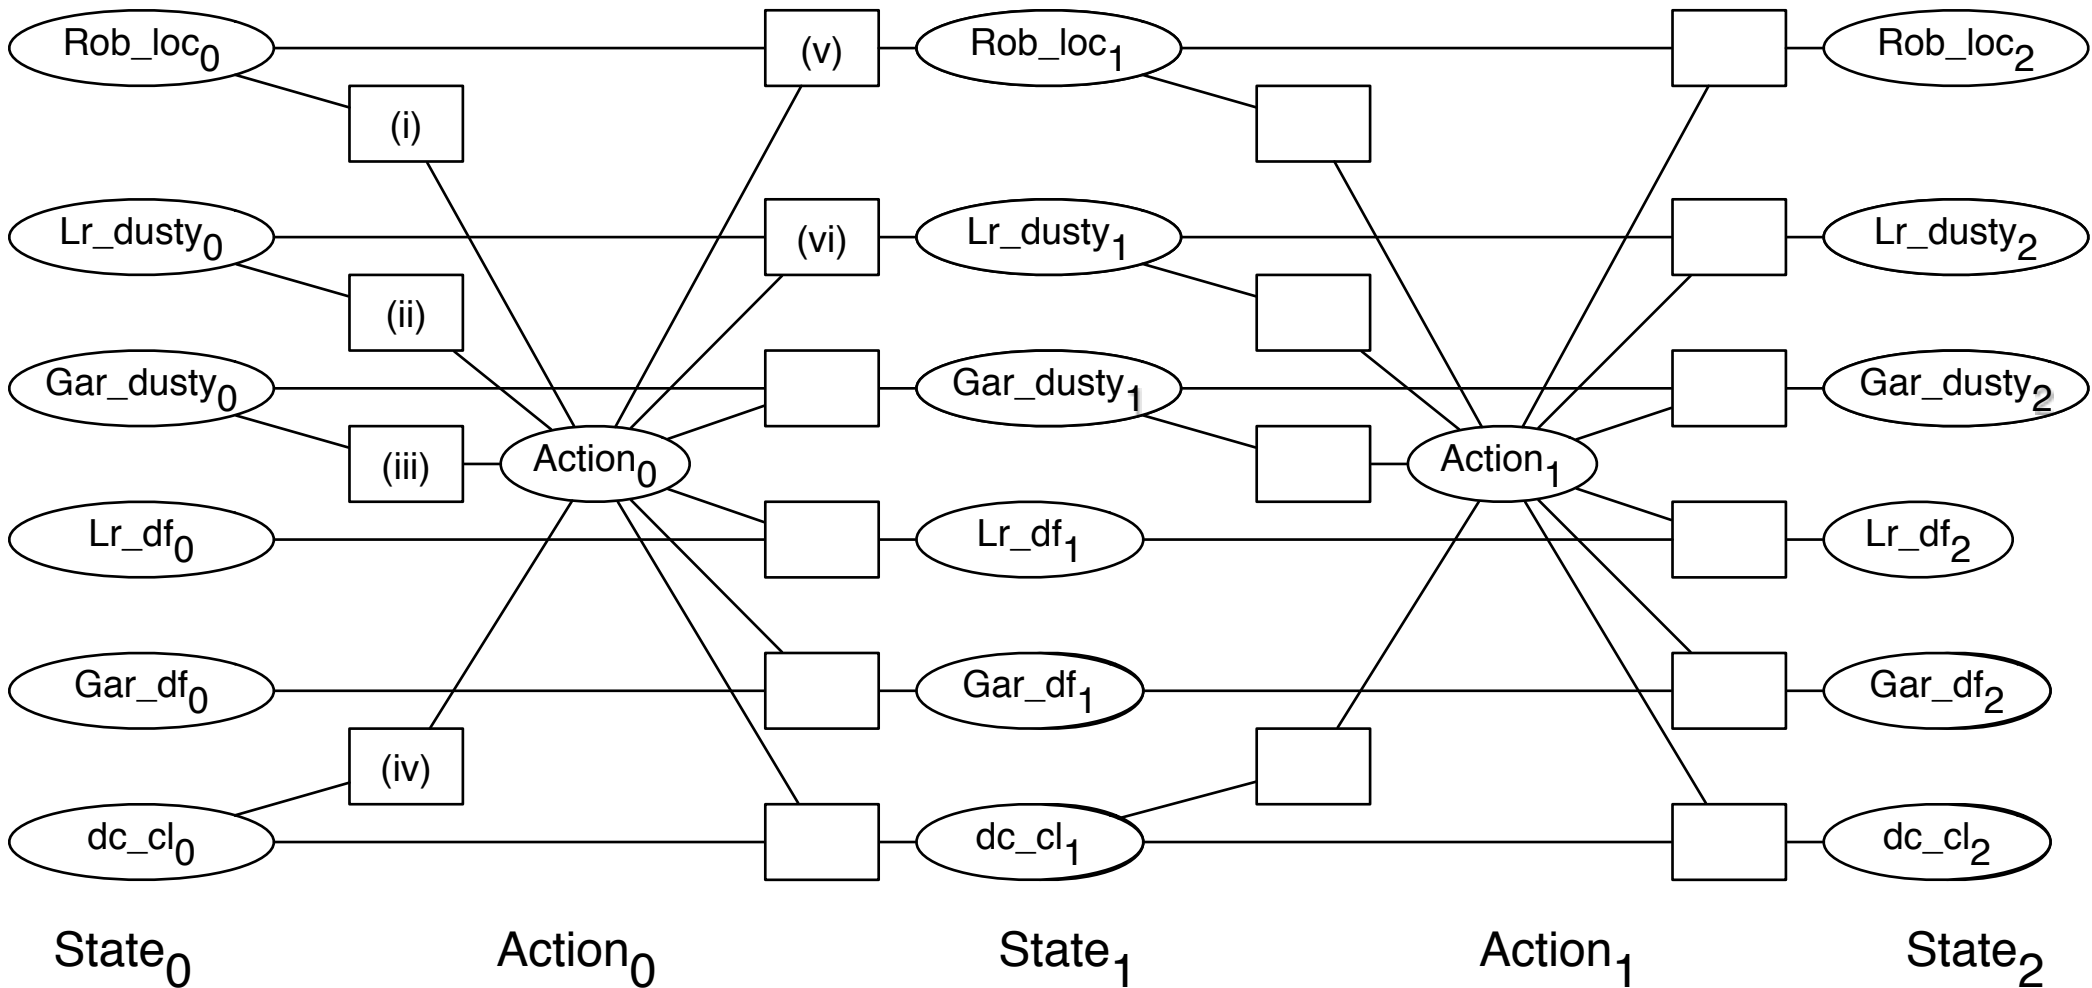 Rob_loc0 (v) Rob_loc1 Rob_loc2
(i)
Lr_dusty0 (vi) Lr_dusty1 Lr_dusty2
(ii)
Gar_dusty0 Gar_dusty1 Gar_dusty2
(iii) Action0 Action1
Lr_df0 Lr_df1 Lr_df2
Gar_df0 Gar_df1 Gar_df2
(iv)
dc_cl0 dc_cl1 dc_cl2
State0 Action0 State1 Action1 State2